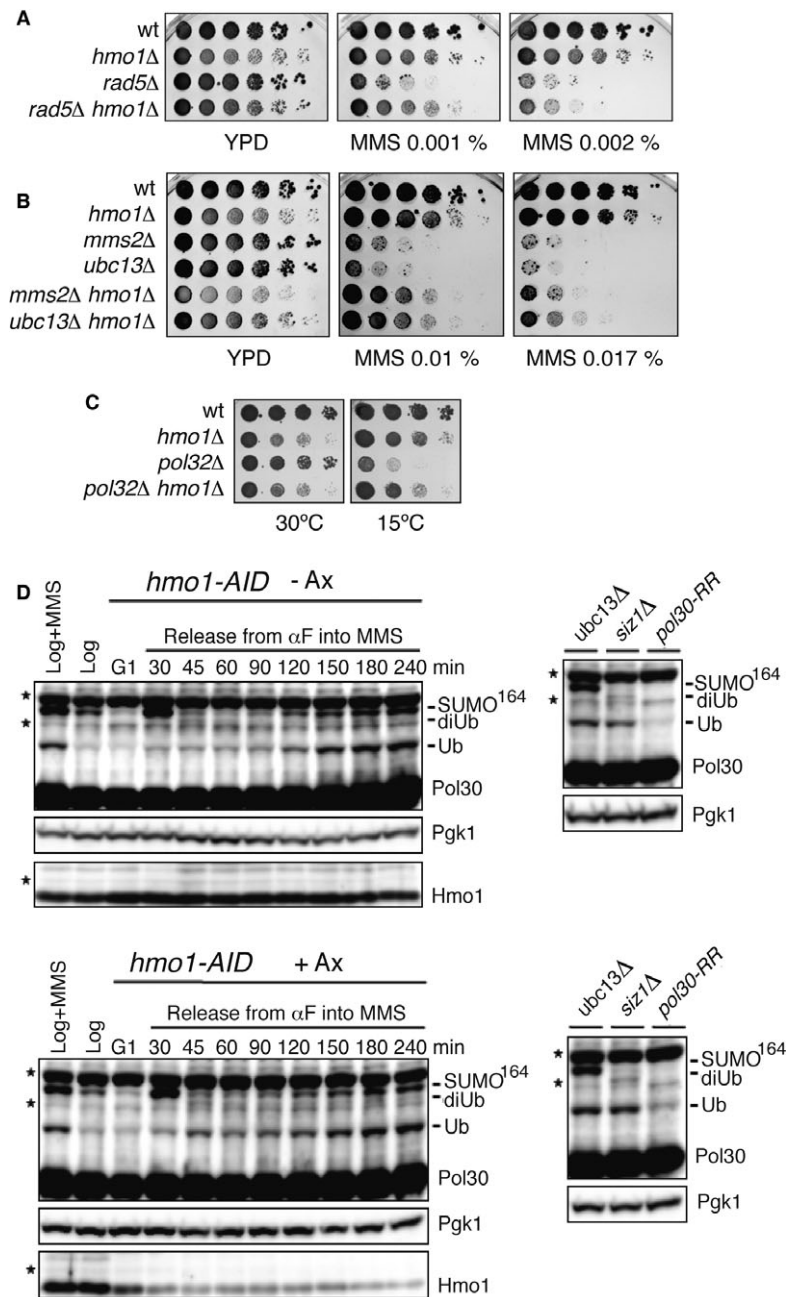 A
wt
hmo1Δ
rad5Δ
rad5Δ hmo1Δ
YPD MMS 0.001 % MMS 0.002 %
B
wt
hmo1Δ
mms2Δ
ubc13Δ
mms2Δ hmo1Δ
ubc13Δ hmo1Δ
YPD MMS 0.01 % MMS 0.017 %
C
wt
hmo1Δ
pol32Δ
pol32Δ hmo1Δ
30ºC 15ºC
D
hmo1-AID - Ax
Log+MMS Log G1
Release from αF into MMS
30 45 60 90 120 150 180 240 min
* SUMO164
* diUb
Ub
Pol30
Pgk1
* Hmo1
ubc13Δ siz1Δ pol30-RR
* SUMO164
* diUb
Ub
Pol30
Pgk1
hmo1-AID + Ax
Log+MMS Log G1
Release from αF into MMS
30 45 60 90 120 150 180 240 min
* SUMO164
* diUb
Ub
Pol30
Pgk1
* Hmo1
ubc13Δ siz1Δ pol30-RR
* SUMO164
* diUb
Ub
Pol30
Pgk1